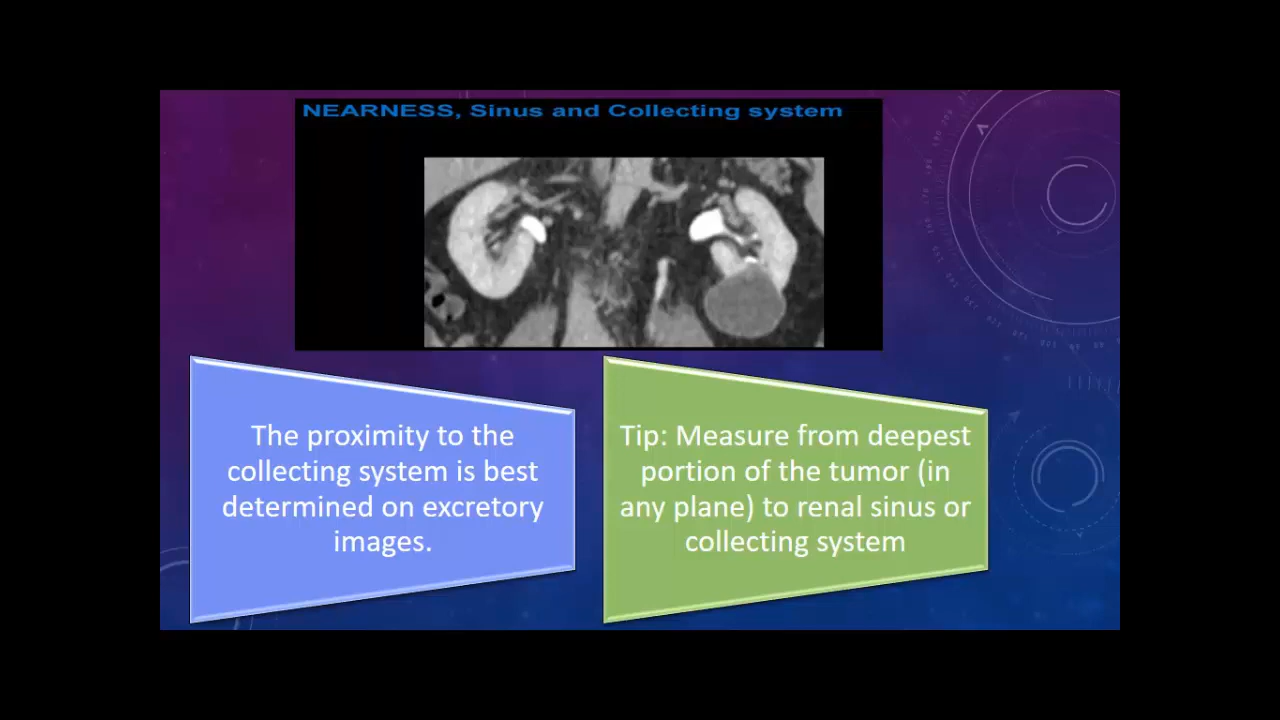 NEARNESS, Sinus and Collecting system
The proximity to the
collecting system is best
determined on excretory
images.
Tip: Measure from deepest
portion of the tumor (in
any plane) to renal sinus or
collecting system